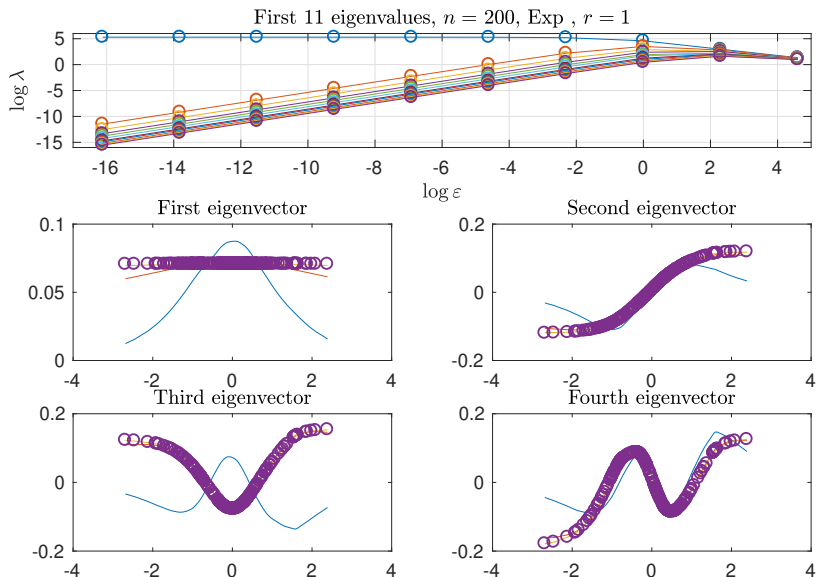 First 11 eigenvalues, n = 200, Exp , r = 1
5
0
-5
-10
-15
log λ
-16 -14 -12 -10 -8 -6 -4 -2 0 2 4
log ε
First eigenvector
0.1
0.05
0
-4 -2 0 2 4
Second eigenvector
0.2
0
-0.2
-4 -2 0 2 4
Third eigenvector
0.2
0
-0.2
-4 -2 0 2 4
Fourth eigenvector
0.2
0
-0.2
-4 -2 0 2 4